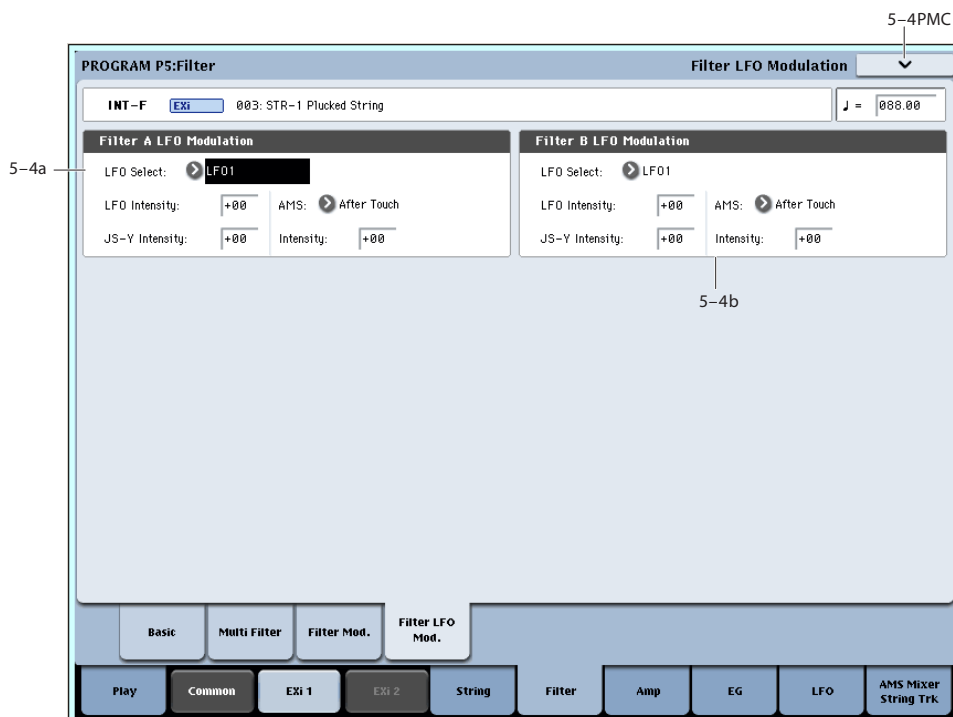 5–4PMC
PROGRAM P5:Filter
Filter LFO Modulation
INT-F EXi 003: STR-1 Plucked String
♩ = 088.00
Filter A LFO Modulation
5–4a
LFO Select: LFO1
LFO Intensity: +00 AMS: After Touch
JS-Y Intensity: +00 Intensity: +00
Filter B LFO Modulation
LFO Select: LFO1
LFO Intensity: +00 AMS: After Touch
JS-Y Intensity: +00 Intensity: +00
5–4b
Basic
Multi Filter
Filter Mod.
Filter LFO
Mod.
Play
Common
EXi 1
EXi 2
String
Filter
Amp
EG
LFO
AMS Mixer
String Trk